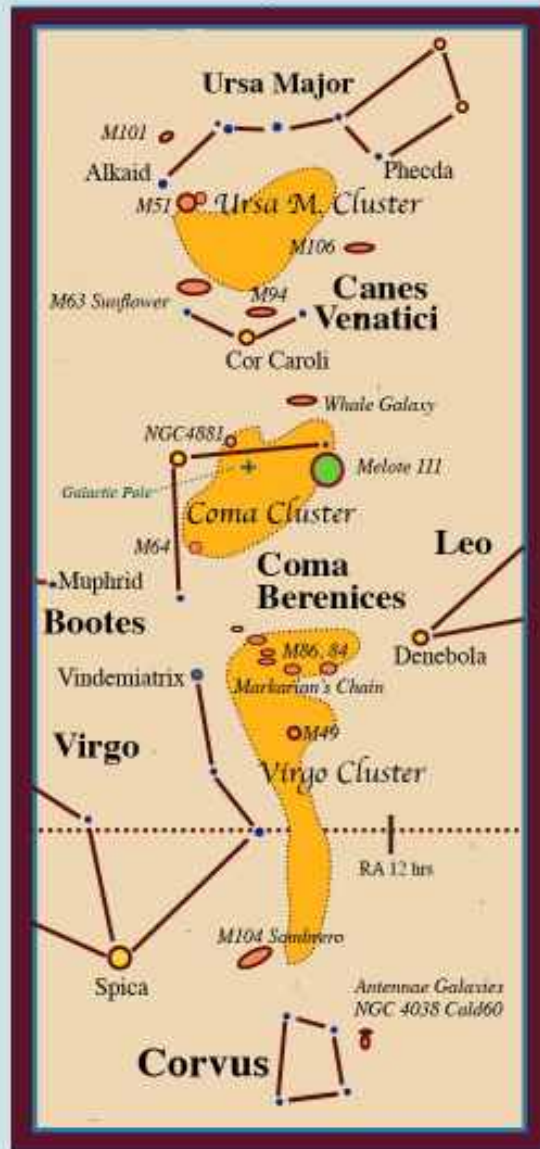 Ursa Major
M101
Alkaid
Phecda
M51
Ursa M. Cluster
M106
M63 Sunflower
M94
Canes
Venatici
Cor Caroli
Whale Galaxy
NGC4881
Melote III
Galactic Pole
Coma Cluster
M64
Leo
Muphrid
Coma
Berenices
Bootes
M86, 84
Denebola
Vindemiatrix
Markarian's Chain
Virgo
M49
Virgo Cluster
RA 12 hrs
M104 Sombrero
Spica
Antennae Galaxies
NGC 4038 Cald60
Corvus